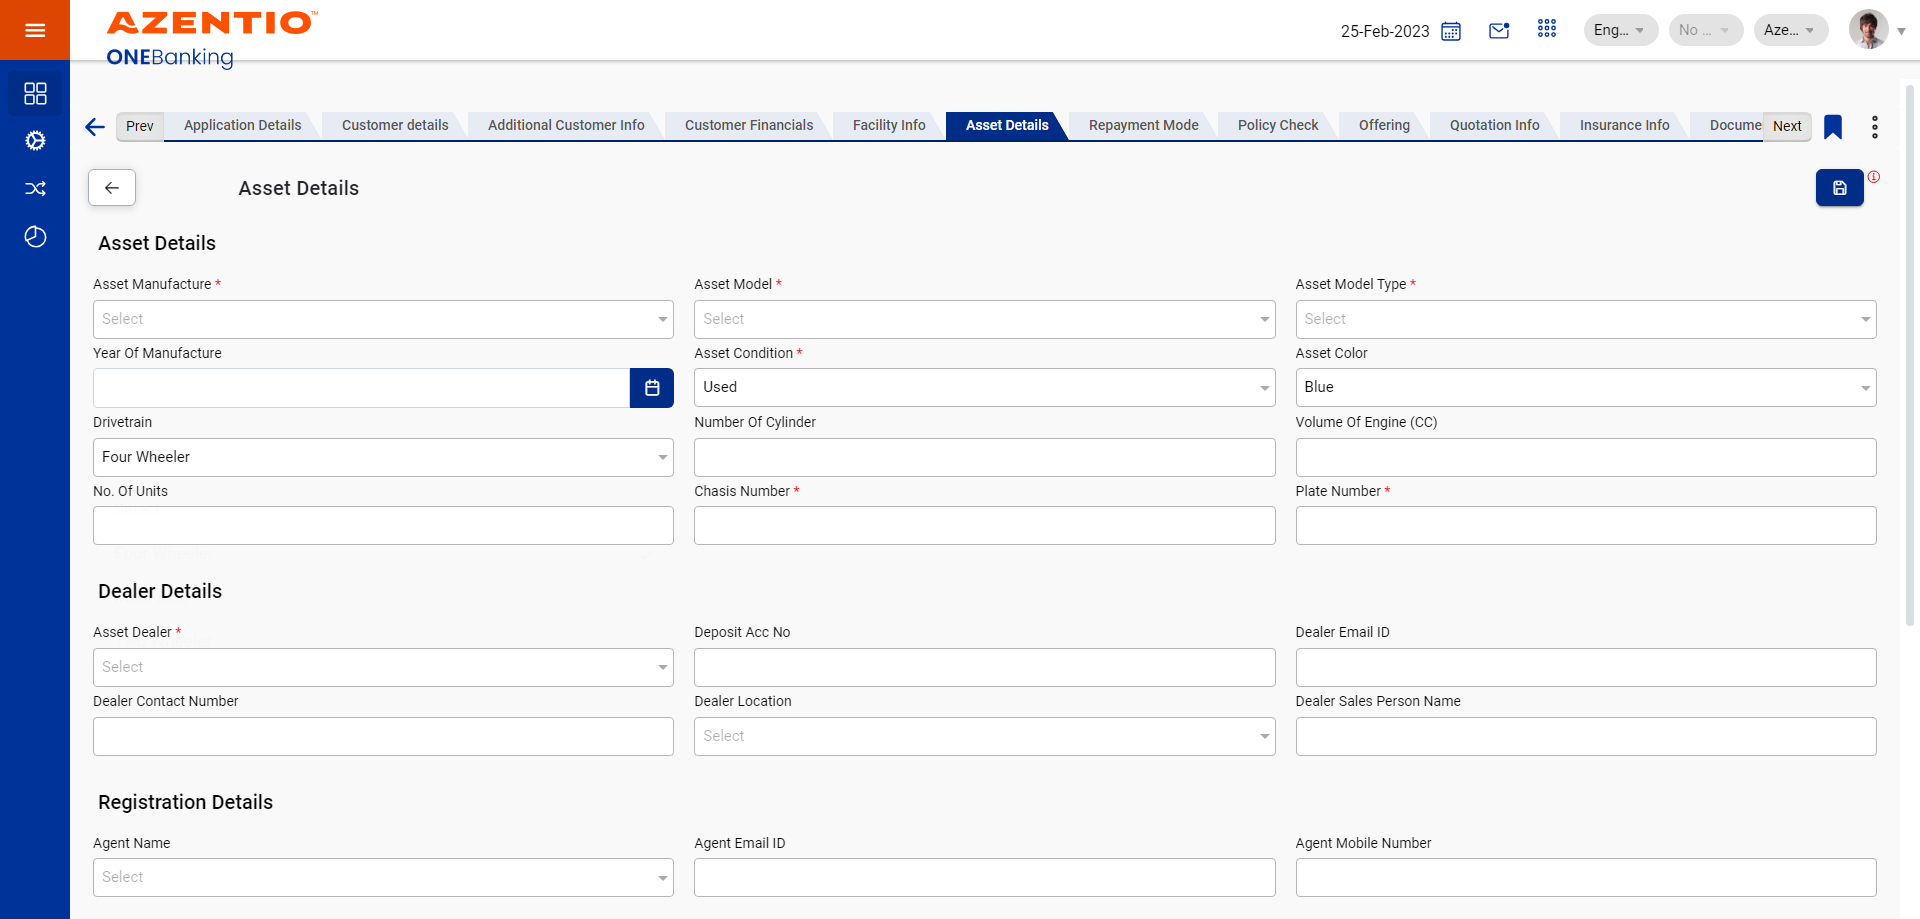 AZENTIO™
ONEBanking
25-Feb-2023
Eng...
No ...
Aze...
Prev
Application Details
Customer details
Additional Customer Info
Customer Financials
Facility Info
Asset Details
Repayment Mode
Policy Check
Offering
Quotation Info
Insurance Info
Docume
Next
Asset Details
Asset Details
Asset Manufacture *
Asset Model *
Asset Model Type *
Select
Select
Select
Year Of Manufacture
Asset Condition *
Asset Color
Used
Blue
Drivetrain
Number Of Cylinder
Volume Of Engine (CC)
Four Wheeler
No. Of Units
Chasis Number *
Plate Number *
Dealer Details
Asset Dealer *
Deposit Acc No
Dealer Email ID
Select
Dealer Contact Number
Dealer Location
Dealer Sales Person Name
Select
Registration Details
Agent Name
Agent Email ID
Agent Mobile Number
Select